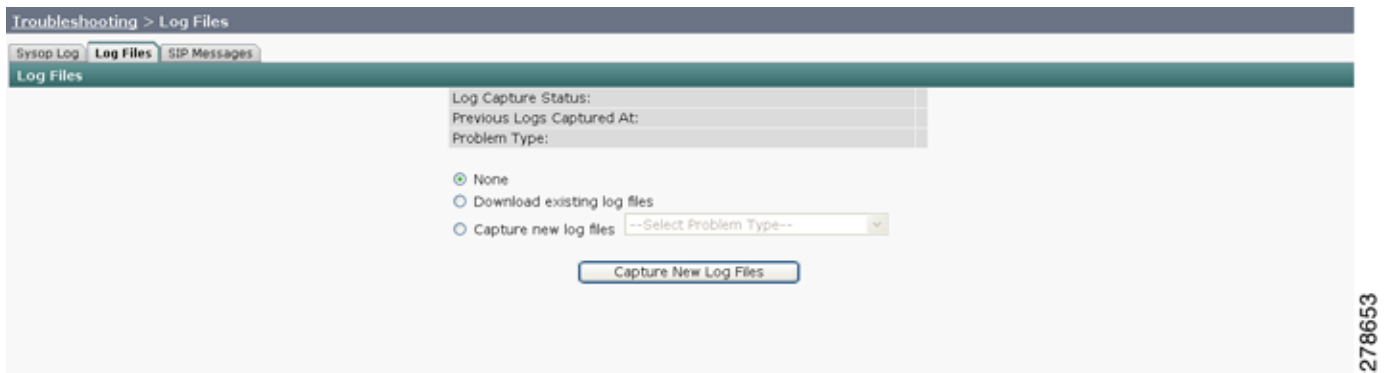 Troubleshooting > Log Files
Sysop Log Log Files SIP Messages
Log Files
Log Capture Status:
Previous Logs Captured At:
Problem Type:
None
Download existing log files
Capture new log files --Select Problem Type--
Capture New Log Files
278653